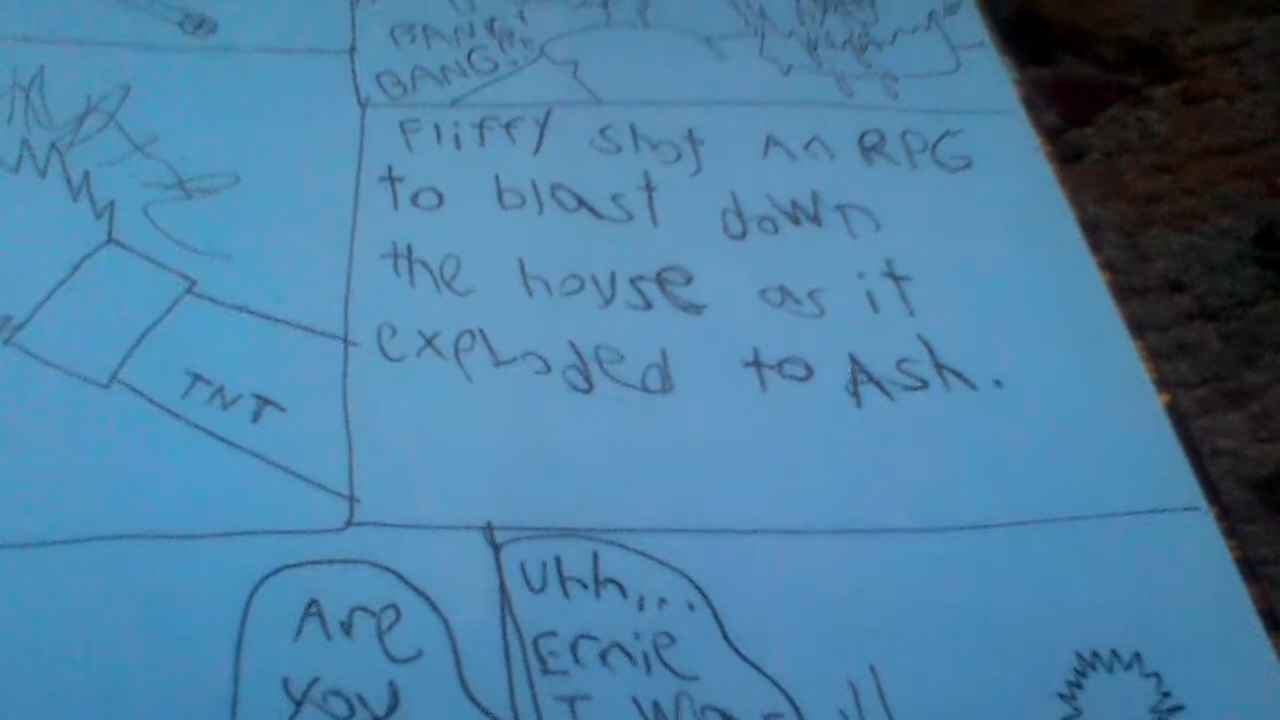 BANG!!
BANG!!
Fliffy shot an RPG
to blast down
the house as it
exploded to Ash.
TNT
Are
You
Uhh...
Ernie
I